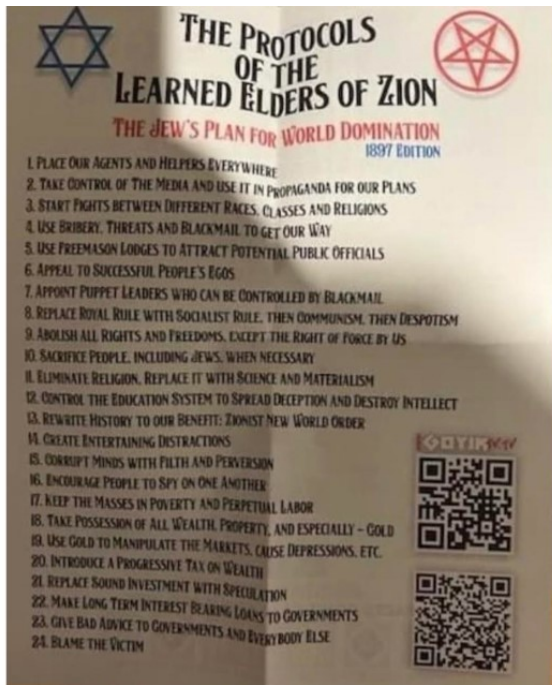 THE PROTOCOLS
OF THE
LEARNED ELDERS OF ZION
THE JEW'S PLAN FOR WORLD DOMINATION
1897 EDITION
1. PLACE OUR AGENTS AND HELPERS EVERYWHERE
2. TAKE CONTROL OF THE MEDIA AND USE IT IN PROPAGANDA FOR OUR PLANS
3. START FIGHTS BETWEEN DIFFERENT RACES, CLASSES AND RELIGIONS
4. USE BRIBERY, THREATS AND BLACKMAIL TO GET OUR WAY
5. USE FREEMASON LODGES TO ATTRACT POTENTIAL PUBLIC OFFICIALS
6. APPEAL TO SUCCESSFUL PEOPLE'S EGOS
7. APPOINT PUPPET LEADERS WHO CAN BE CONTROLLED BY BLACKMAIL
8. REPLACE ROYAL RULE WITH SOCIALIST RULE, THEN COMMUNISM, THEN DESPOTISM
9. ABOLISH ALL RIGHTS AND FREEDOMS, EXCEPT THE RIGHT OF FORCE BY US
10. SACRIFICE PEOPLE, INCLUDING JEWS, WHEN NECESSARY
11. ELIMINATE RELIGION, REPLACE IT WITH SCIENCE AND MATERIALISM
12. CONTROL THE EDUCATION SYSTEM TO SPREAD DECEPTION AND DESTROY INTELLECT
13. REWRITE HISTORY TO OUR BENEFIT: ZIONIST NEW WORLD ORDER
14. CREATE ENTERTAINING DISTRACTIONS
15. CORRUPT MINDS WITH FILTH AND PERVERSION
16. ENCOURAGE PEOPLE TO SPY ON ONE ANOTHER
17. KEEP THE MASSES IN POVERTY AND PERPETUAL LABOR
18. TAKE POSSESSION OF ALL WEALTH, PROPERTY, AND ESPECIALLY – GOLD
19. USE GOLD TO MANIPULATE THE MARKETS, CAUSE DEPRESSIONS, ETC.
20. INTRODUCE A PROGRESSIVE TAX ON WEALTH
21. REPLACE SOUND INVESTMENT WITH SPECULATION
22. MAKE LONG TERM INTEREST BEARING LOANS TO GOVERNMENTS
23. GIVE BAD ADVICE TO GOVERNMENTS AND EVERYBODY ELSE
24. BLAME THE VICTIM